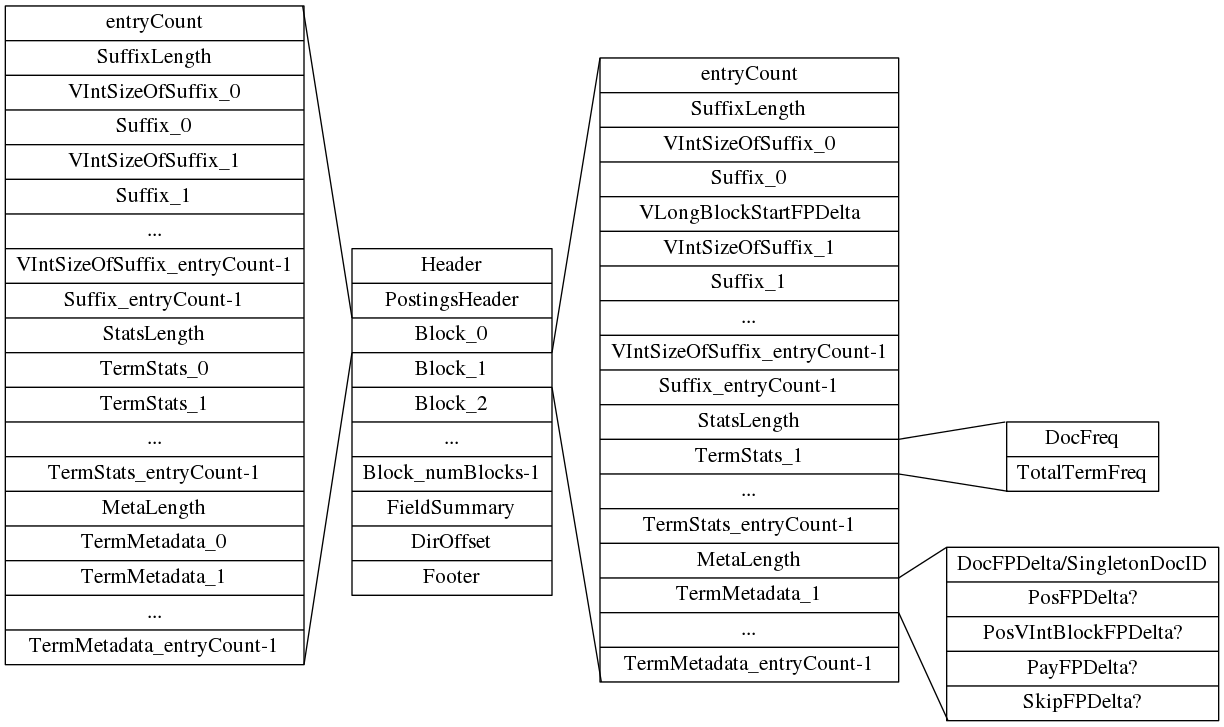 entryCount
SuffixLength
VIntSizeOfSuffix_0
Suffix_0
VIntSizeOfSuffix_1
Suffix_1
...
VIntSizeOfSuffix_entryCount-1
Suffix_entryCount-1
StatsLength
TermStats_0
TermStats_1
...
TermStats_entryCount-1
MetaLength
TermMetadata_0
TermMetadata_1
...
TermMetadata_entryCount-1
Header
PostingsHeader
Block_0
Block_1
Block_2
...
Block_numBlocks-1
FieldSummary
DirOffset
Footer
entryCount
SuffixLength
VIntSizeOfSuffix_0
Suffix_0
VLongBlockStartFPDelta
VIntSizeOfSuffix_1
Suffix_1
...
VIntSizeOfSuffix_entryCount-1
Suffix_entryCount-1
StatsLength
TermStats_1
...
TermStats_entryCount-1
MetaLength
TermMetadata_1
...
TermMetadata_entryCount-1
DocFreq
TotalTermFreq
DocFPDelta/SingletonDocID
PosFPDelta?
PosVIntBlockFPDelta?
PayFPDelta?
SkipFPDelta?